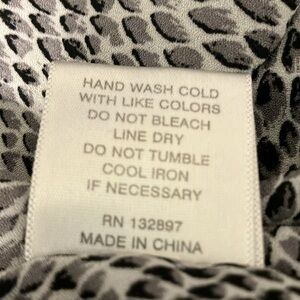 HAND WASH COLD
WITH LIKE COLORS
DO NOT BLEACH
LINE DRY
DO NOT TUMBLE
COOL IRON
IF NECESSARY
RN 132897
MADE IN CHINA